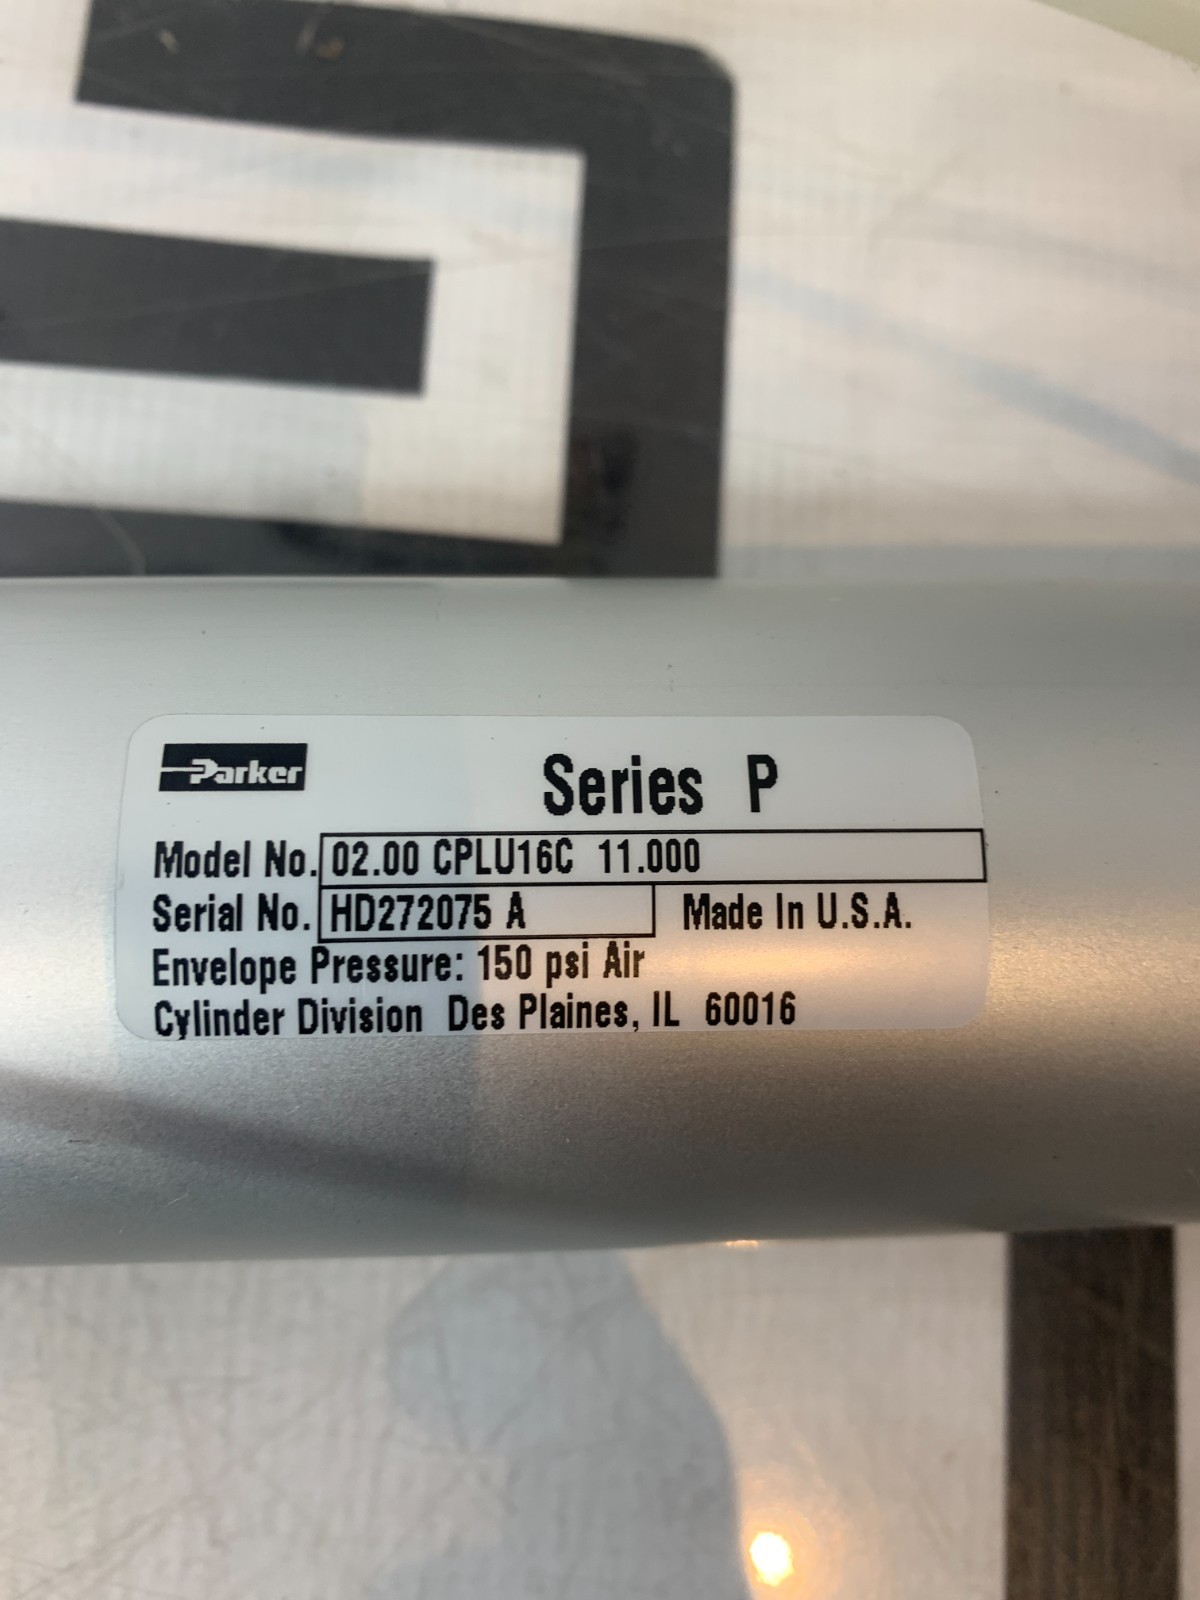 Parker
Series P
Model No. 02.00 CPLU16C 11.000
Serial No. HD272075 A Made In U.S.A.
Envelope Pressure: 150 psi Air
Cylinder Division Des Plaines, IL 60016